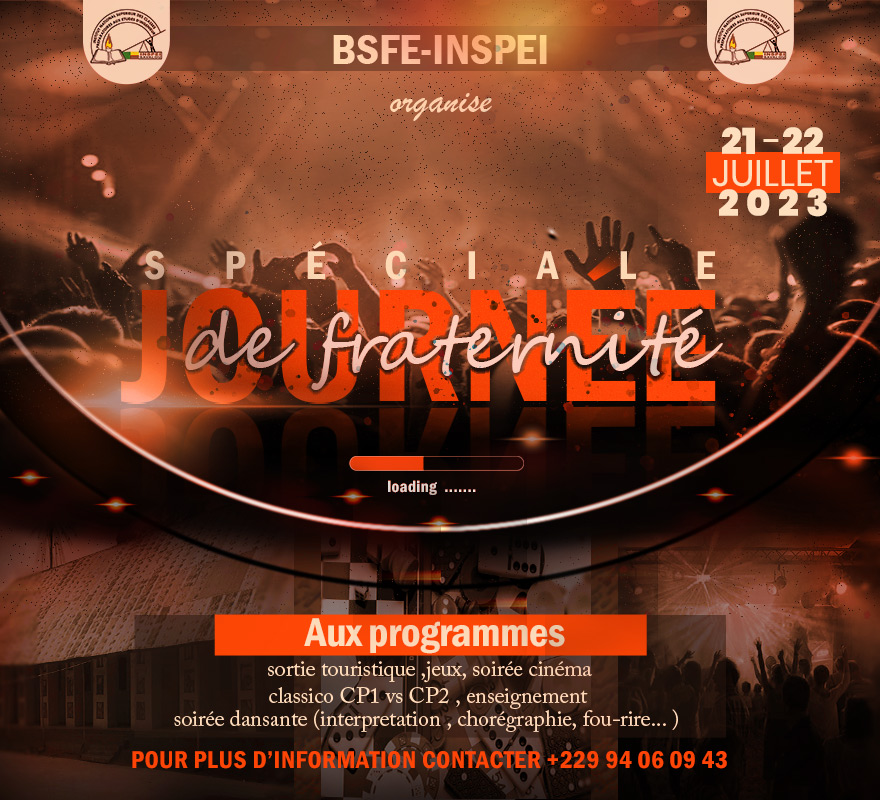 BSFE-INSPEI
organise
21-22
JUILLET
2023
SPÉCIALE
JOURNÉE
de fraternité
loading .......
Aux programmes
sortie touristique ,jeux, soirée cinéma
classico CP1 vs CP2 , enseignement
soirée dansante (interpretation , chorégraphie, fou-rire... )
POUR PLUS D'INFORMATION CONTACTER +229 94 06 09 43